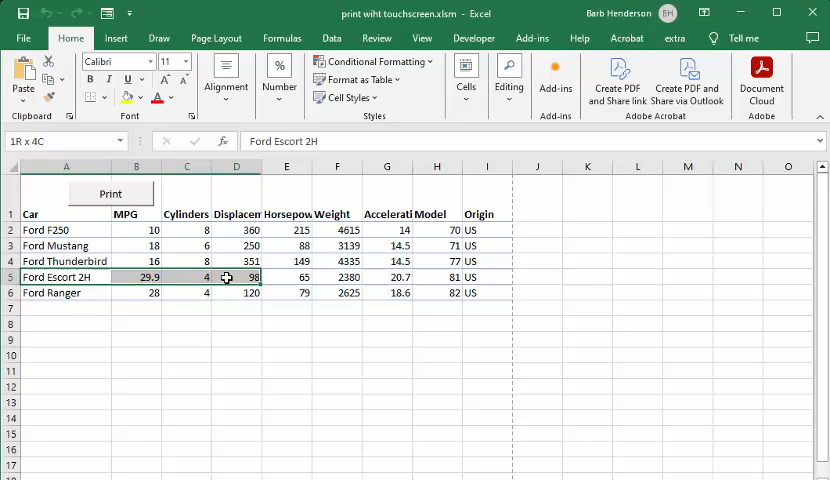 print wiht touchscreen.xlsm - Excel
Barb Henderson
BH
File Home Insert Draw Page Layout Formulas Data Review View Developer Add-ins Help Acrobat extra Tell me
Paste
Calibri 11
B I U A A
A
Alignment
%
Number
Conditional Formatting
Format as Table
Cell Styles
Cells
Editing
Add-ins
Create PDF and Share link
Create PDF and Share via Outlook
Document Cloud
Clipboard Font Styles Add-ins Adobe Acrobat
1R x 4C fx Ford Escort 2H
A B C D E F G H I J K L M N O
Print
1 Car MPG Cylinders Displacem Horsepow Weight Accelerati Model Origin
2 Ford F250 10 8 360 215 4615 14 70 US
3 Ford Mustang 18 6 250 88 3139 14.5 71 US
4 Ford Thunderbird 16 8 351 149 4335 14.5 77 US
5 Ford Escort 2H 29.9 4 98 65 2380 20.7 81 US
6 Ford Ranger 28 4 120 79 2625 18.6 82 US
7
8
9
10
11
12
13
14
15
16
17